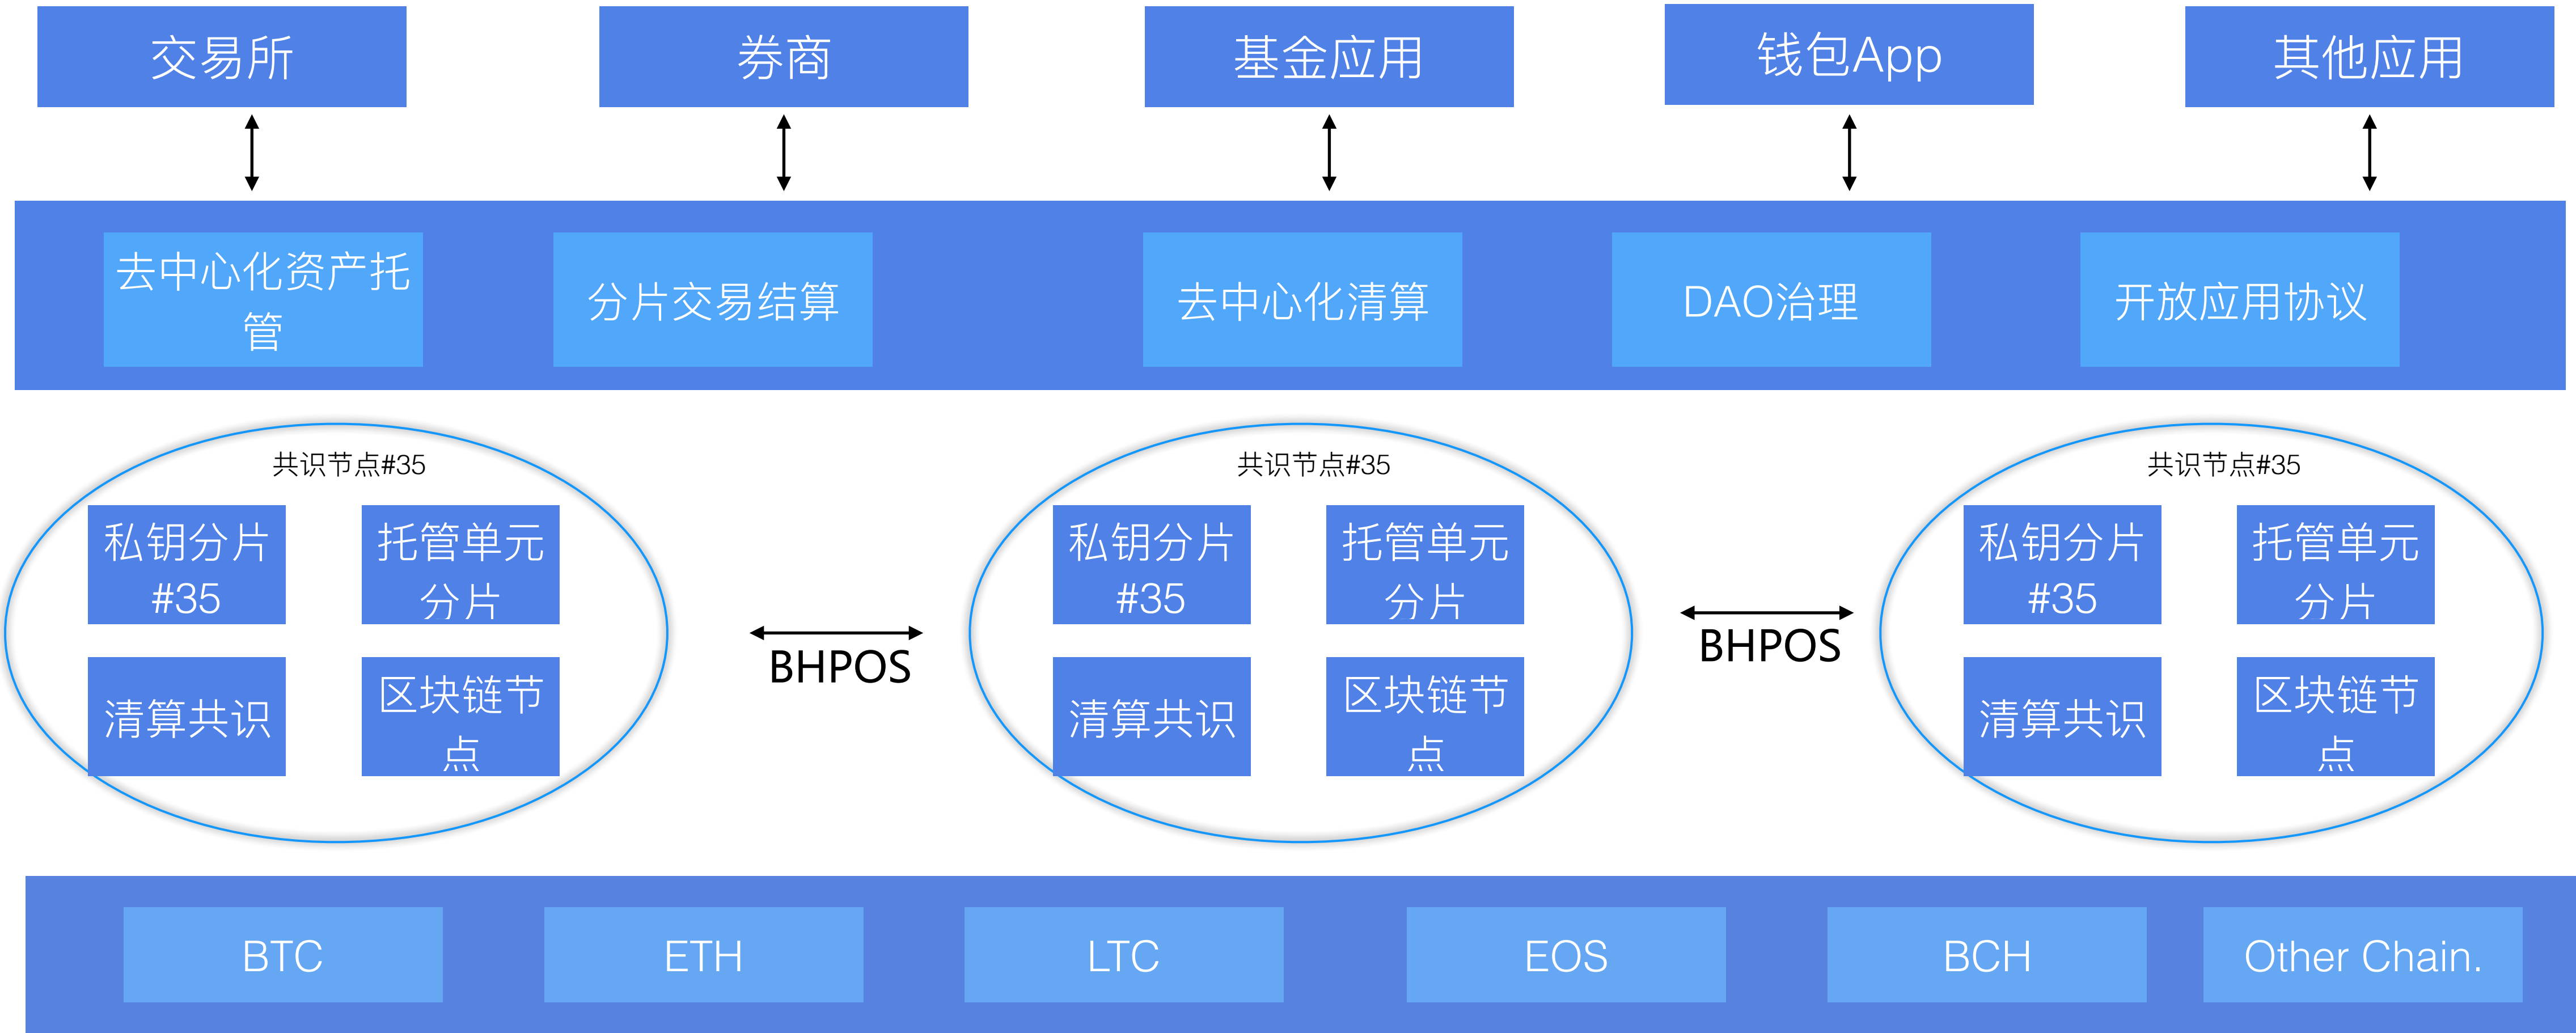 交易所
券商
基金应用
钱包App
其他应用
去中心化资产托
管
分片交易结算
去中心化清算
DAO治理
开放应用协议
共识节点#35
私钥分片
#35
托管单元
分片
清算共识
区块链节
点
BHPOS
共识节点#35
私钥分片
#35
托管单元
分片
清算共识
区块链节
点
BHPOS
共识节点#35
私钥分片
#35
托管单元
分片
清算共识
区块链节
点
BTC
ETH
LTC
EOS
BCH
Other Chain.